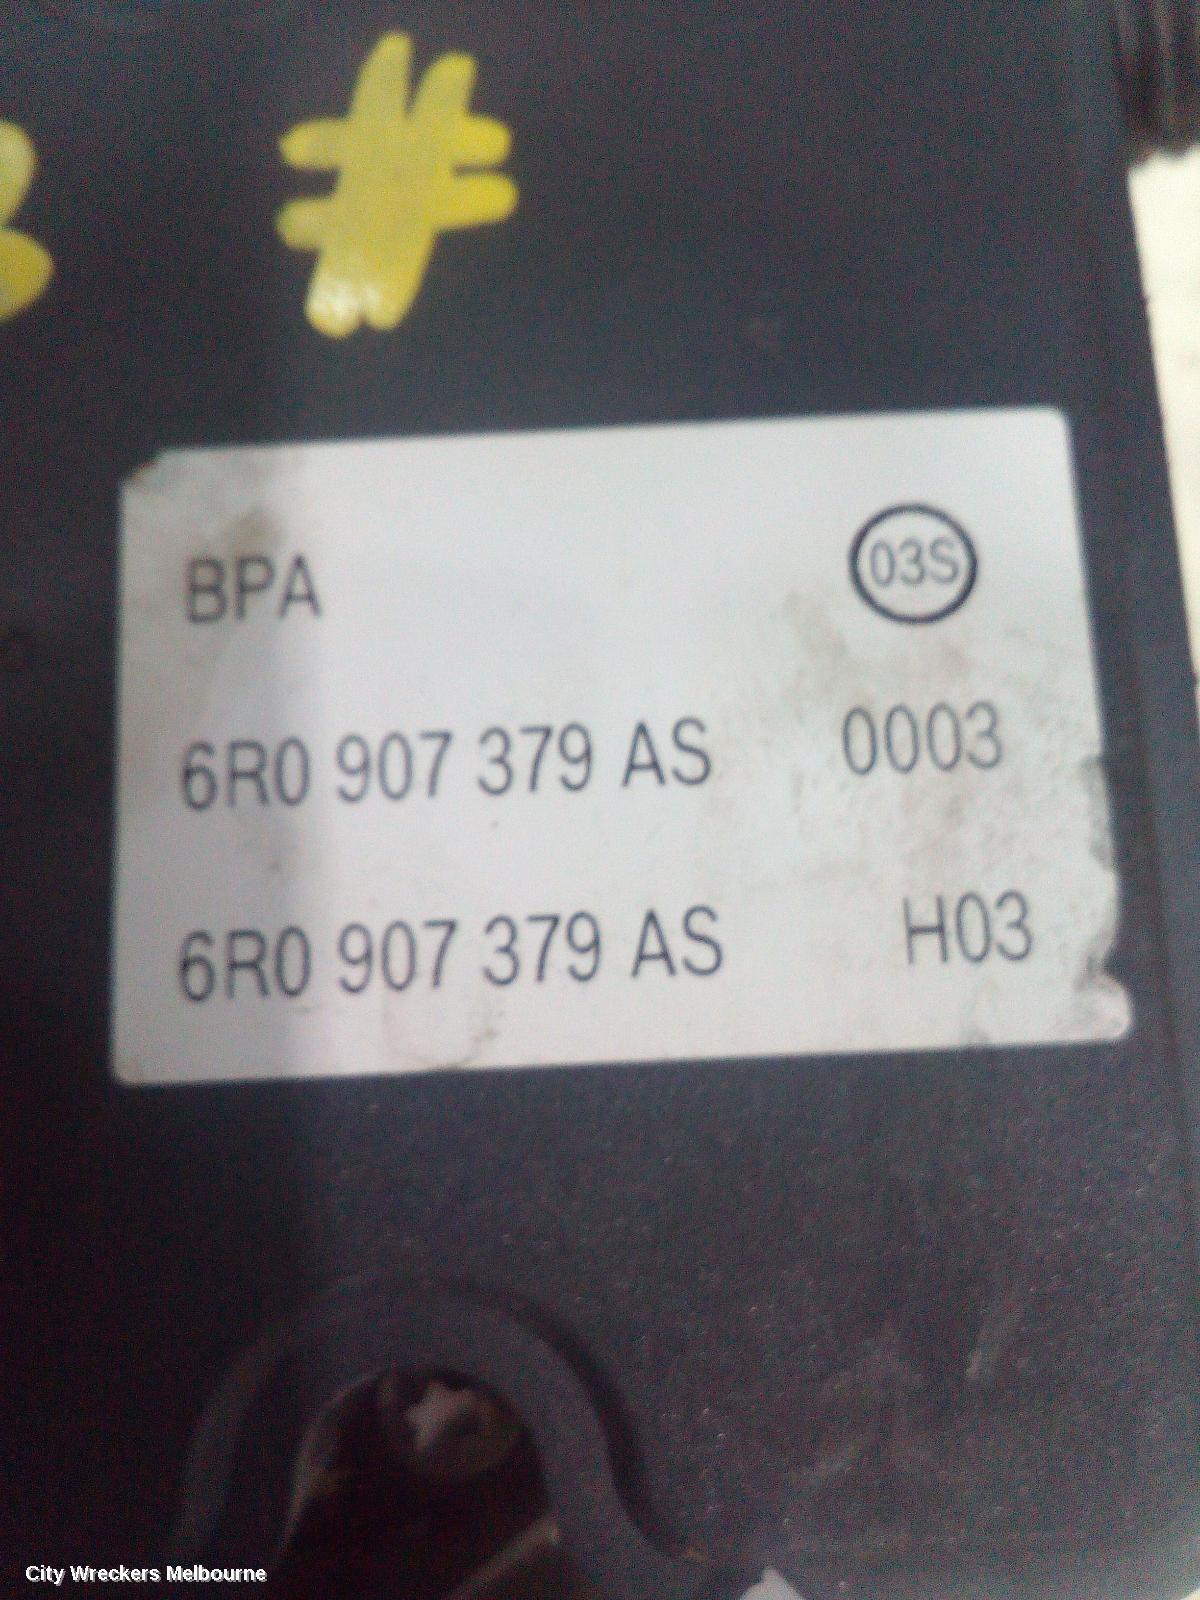 #
BPA 03S
6R0 907 379 AS 0003
6R0 907 379 AS H03
City Wreckers Melbourne